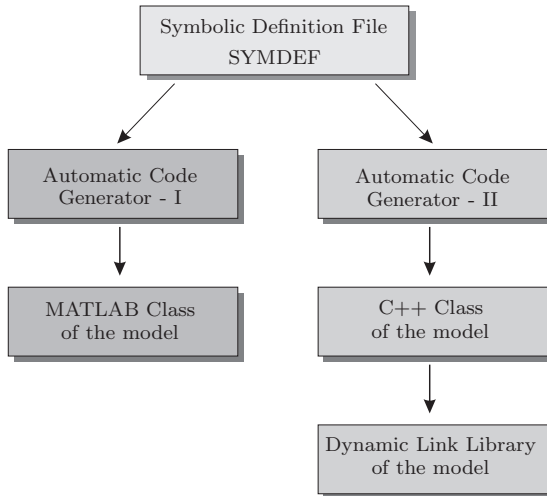 Symbolic Definition File
SYMDEF
Automatic Code
Generator - I
Automatic Code
Generator - II
MATLAB Class
of the model
C++ Class
of the model
Dynamic Link Library
of the model